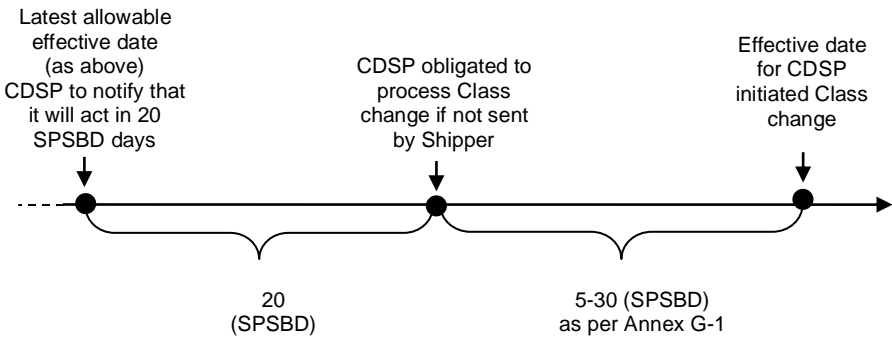 Latest allowable
effective date
(as above)
CDSP to notify that
it will act in 20
SPSBD days
CDSP obligated to
process Class
change if not sent
by Shipper
Effective date
for CDSP
initiated Class
change
20
(SPSBD)
5-30 (SPSBD)
as per Annex G-1